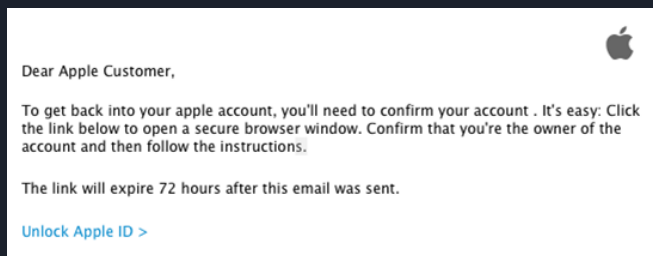 Dear Apple Customer,
To get back into your apple account, you'll need to confirm your account . It's easy: Click
the link below to open a secure browser window. Confirm that you're the owner of the
account and then follow the instructions.
The link will expire 72 hours after this email was sent.
Unlock Apple ID >